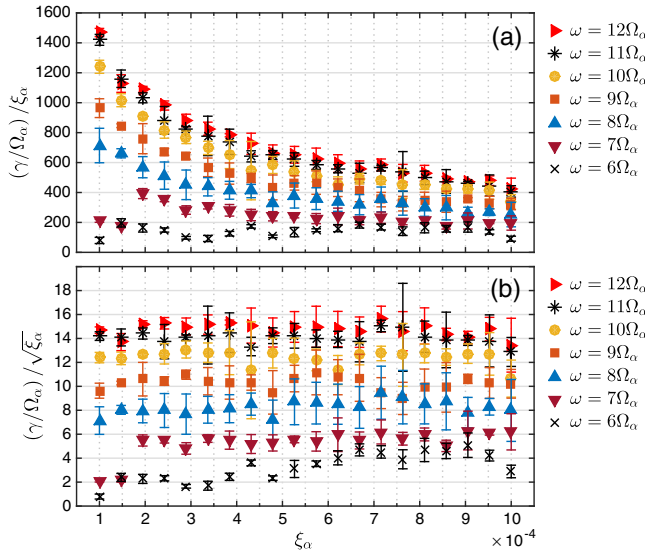 1600
1400
1200
1000
800
600
400
200
0
(γ/Ω_α)/ξ_α
(a)
ω = 12Ω_α
ω = 11Ω_α
ω = 10Ω_α
ω = 9Ω_α
ω = 8Ω_α
ω = 7Ω_α
ω = 6Ω_α
18
16
14
12
10
8
6
4
2
0
(γ/Ω_α)/√ξ_α
(b)
ω = 12Ω_α
ω = 11Ω_α
ω = 10Ω_α
ω = 9Ω_α
ω = 8Ω_α
ω = 7Ω_α
ω = 6Ω_α
1 2 3 4 5 6 7 8 9 10
ξ_α
×10⁻⁴